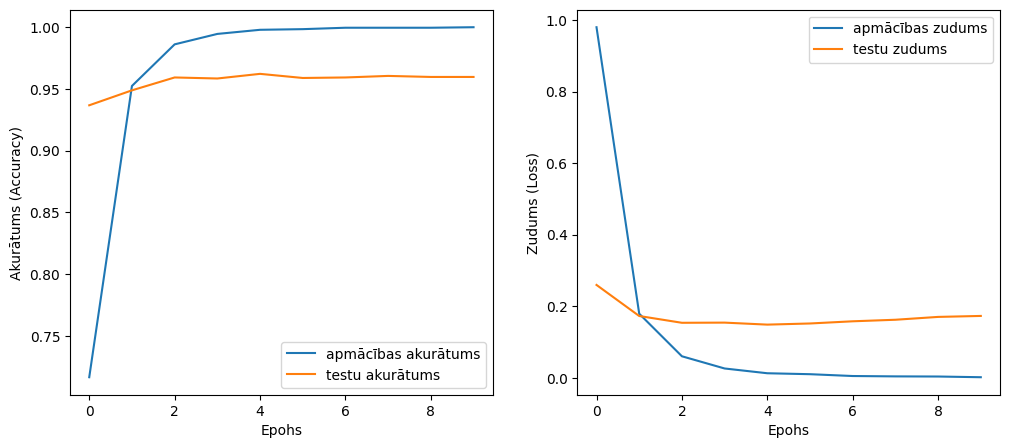 Akurātums (Accuracy)
1.00
0.95
0.90
0.85
0.80
0.75
0 2 4 6 8
Epohs
apmācības akurātums
testu akurātums
Zudums (Loss)
1.0
0.8
0.6
0.4
0.2
0.0
0 2 4 6 8
Epohs
apmācības zudums
testu zudums